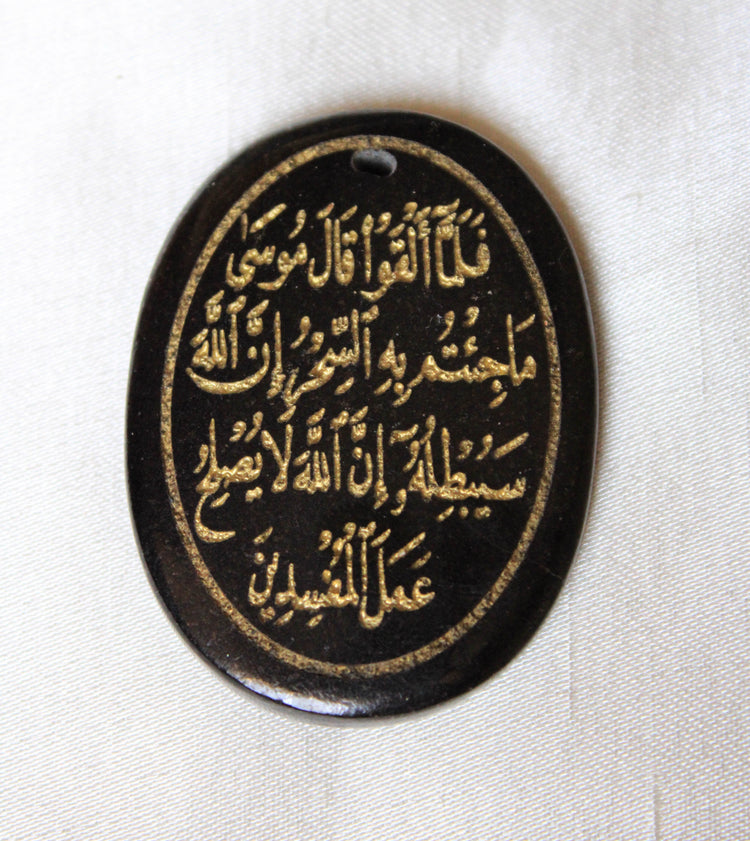 فَلَمَّآ أَلْقَوْا۟ قَالَ مُوسَىٰ
مَا جِئْتُم بِهِ ٱلسِّحْرُ إِنَّ ٱللَّهَ
سَيُبْطِلُهُۥٓ إِنَّ ٱللَّهَ لَا يُصْلِحُ
عَمَلَ ٱلْمُفْسِدِينَ